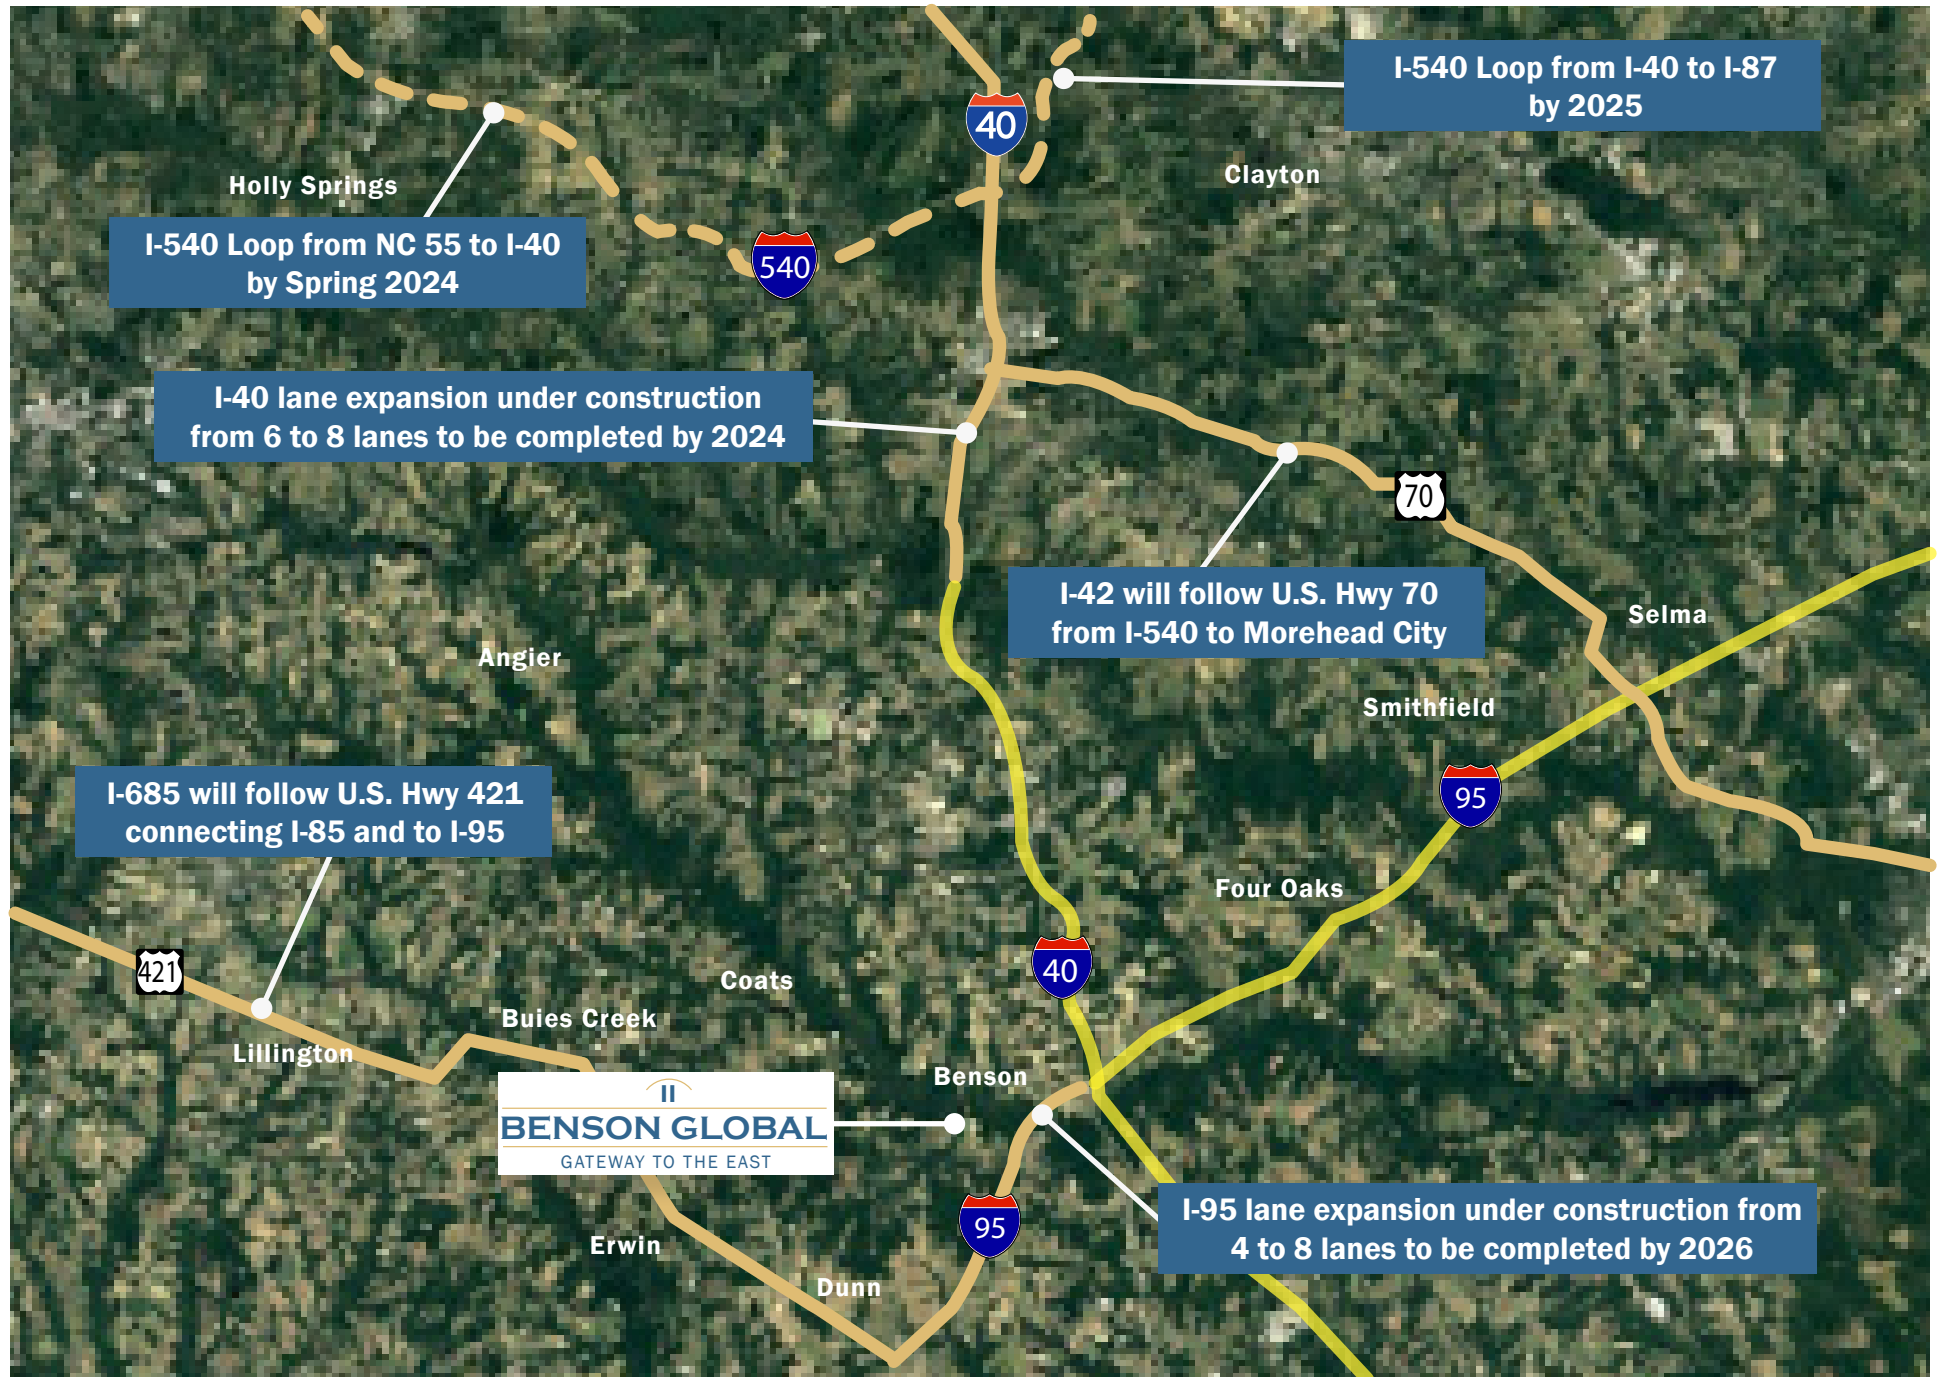 I-540 Loop from I-40 to I-87
by 2025
40
Clayton
Holly Springs
I-540 Loop from NC 55 to I-40
by Spring 2024
540
I-40 lane expansion under construction
from 6 to 8 lanes to be completed by 2024
70
I-42 will follow U.S. Hwy 70
from I-540 to Morehead City
Selma
Angier
Smithfield
95
I-685 will follow U.S. Hwy 421
connecting I-85 and to I-95
Four Oaks
421
40
Coats
Buies Creek
Lillington
Benson
BENSON GLOBAL
GATEWAY TO THE EAST
95
I-95 lane expansion under construction from
4 to 8 lanes to be completed by 2026
Erwin
Dunn